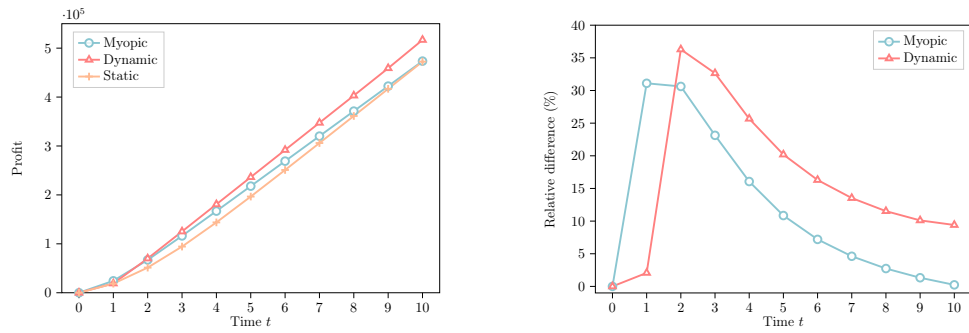 ·10⁵
5
4
3
2
1
0
Profit
Myopic
Dynamic
Static
0 1 2 3 4 5 6 7 8 9 10
Time t
40
35
30
25
20
15
10
5
0
Relative difference (%)
Myopic
Dynamic
0 1 2 3 4 5 6 7 8 9 10
Time t